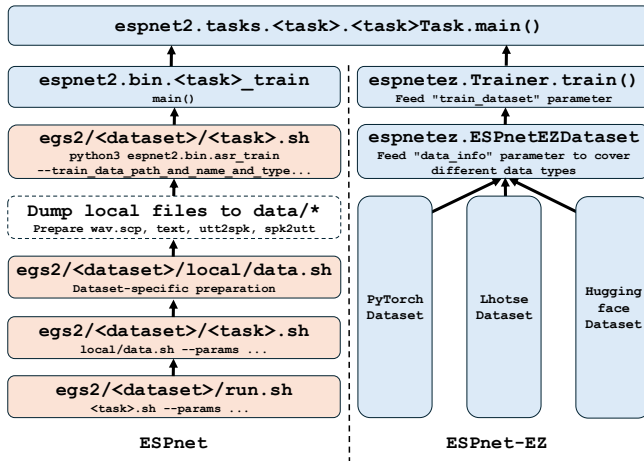 espnet2.tasks.<task>.<task>Task.main()
espnet2.bin.<task>_train
main()
egs2/<dataset>/<task>.sh
python3 espnet2.bin.asr_train
--train_data_path_and_name_and_type...
Dump local files to data/*
Prepare wav.scp, text, utt2spk, spk2utt
egs2/<dataset>/local/data.sh
Dataset-specific preparation
egs2/<dataset>/<task>.sh
local/data.sh --params ...
egs2/<dataset>/run.sh
<task>.sh --params ...
ESPnet
espnetez.Trainer.train()
Feed "train_dataset" parameter
espnetez.ESPnetEZDataset
Feed "data_info" parameter to cover
different data types
PyTorch
Dataset
Lhotse
Dataset
Hugging
face
Dataset
ESPnet-EZ